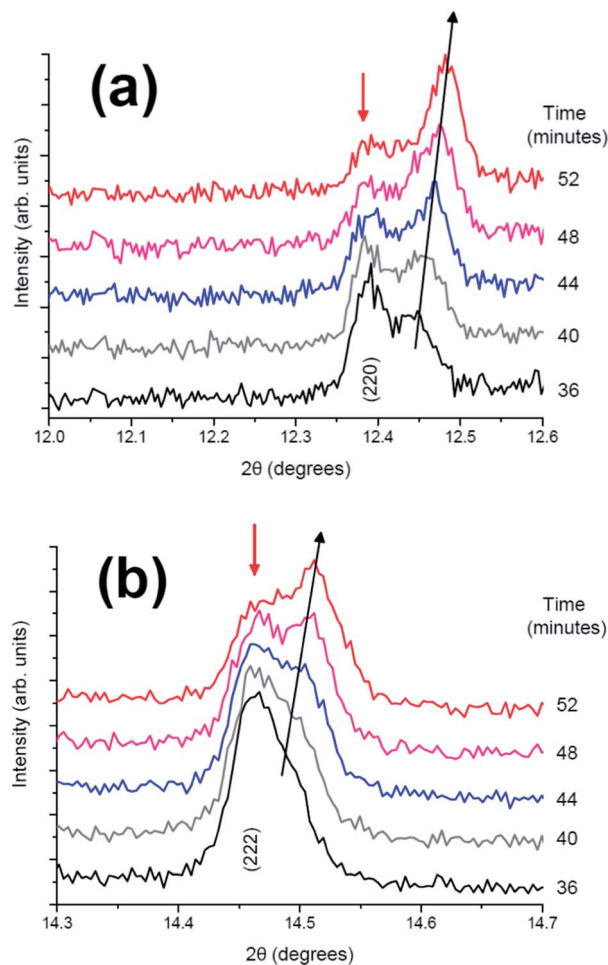 (a)
Time
(minutes)
52
48
44
40
36
(220)
Intensity (arb. units)
12.0 12.1 12.2 12.3 12.4 12.5 12.6
2θ (degrees)
(b)
Time
(minutes)
52
48
44
40
36
(222)
Intensity (arb. units)
14.3 14.4 14.5 14.6 14.7
2θ (degrees)